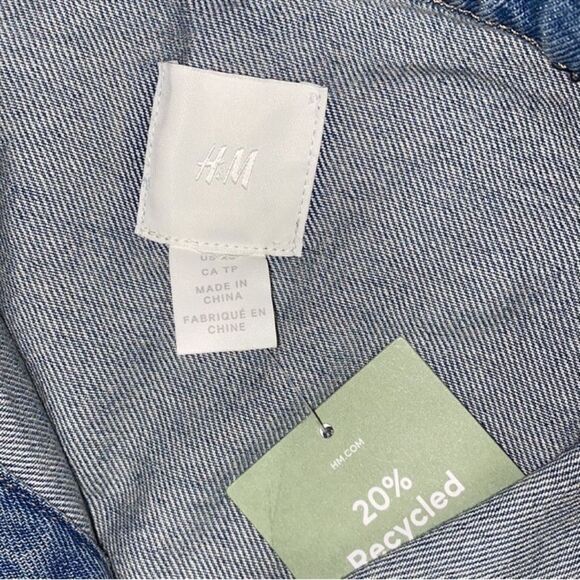 H&M
CA TP
MADE IN
CHINA
FABRIQUÉ EN
CHINE
HM.COM
20%
Recycled